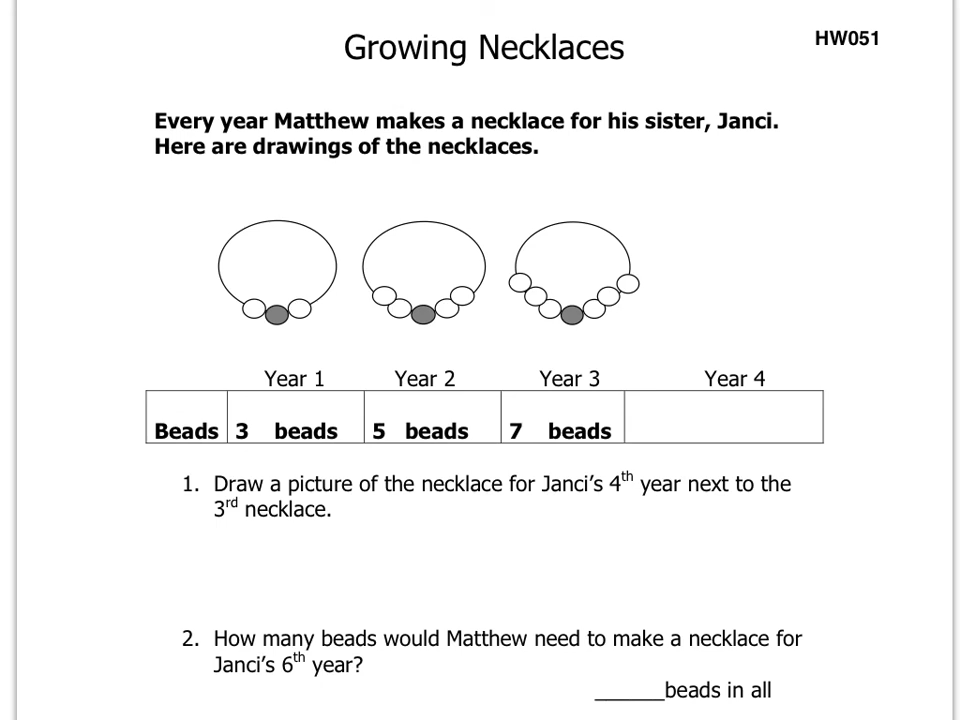 Growing Necklaces
HW051
Every year Matthew makes a necklace for his sister, Janci.
Here are drawings of the necklaces.
Year 1 Year 2 Year 3 Year 4
Beads 3 beads 5 beads 7 beads
1. Draw a picture of the necklace for Janci’s 4th year next to the
3rd necklace.
2. How many beads would Matthew need to make a necklace for
Janci’s 6th year?
______beads in all